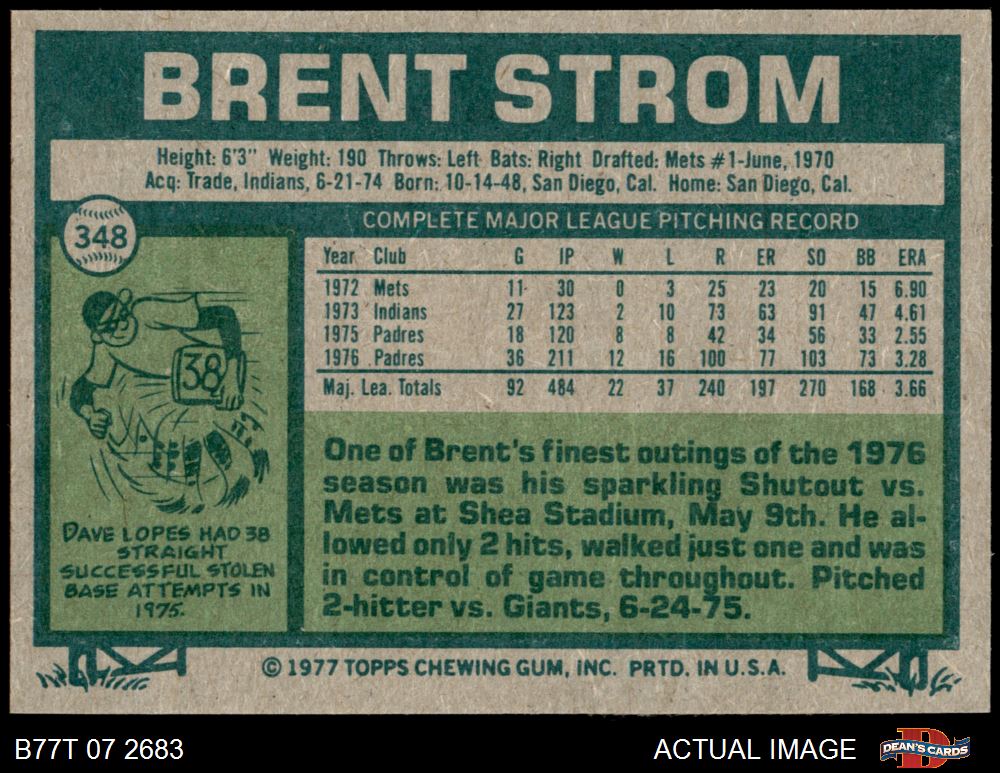 BRENT STROM
Height: 6'3" Weight: 190 Throws: Left Bats: Right Drafted: Mets #1-June, 1970
Acq: Trade, Indians, 6-21-74 Born: 10-14-48, San Diego, Cal. Home: San Diego, Cal.
348
COMPLETE MAJOR LEAGUE PITCHING RECORD
Year Club G IP W L R ER SO BB ERA
1972 Mets 11 30 0 3 25 23 20 15 6.90
1973 Indians 27 123 2 10 73 63 91 47 4.61
1975 Padres 18 120 8 8 42 34 56 33 2.55
1976 Padres 36 211 12 16 100 77 103 73 3.28
Maj. Lea. Totals 92 484 22 37 240 197 270 168 3.66
38
DAVE LOPES HAD 38
STRAIGHT
SUCCESSFUL STOLEN
BASE ATTEMPTS IN
1975.
One of Brent's finest outings of the 1976
season was his sparkling Shutout vs.
Mets at Shea Stadium, May 9th. He al-
lowed only 2 hits, walked just one and was
in control of game throughout. Pitched
2-hitter vs. Giants, 6-24-75.
© 1977 TOPPS CHEWING GUM, INC. PRTD. IN U.S.A.
B77T 07 2683
ACTUAL IMAGE
DEAN'S CARDS